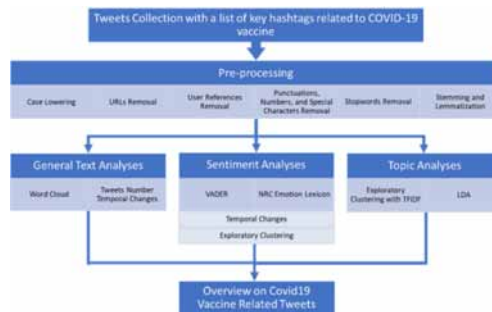 Tweets Collection with a list of key hashtags related to COVID-19
vaccine
Pre-processing
Case Lowering
URLs Removal
User References
Removal
Punctuations,
Numbers, and Special
Characters Removal
Stopwords Removal
Stemming and
Lemmatization
General Text Analyses
Word Cloud
Tweets Number
Temporal Changes
Sentiment Analyses
VADER
NRC Emotion Lexicon
Temporal Changes
Exploratory Clustering
Topic Analyses
Exploratory
Clustering with TFIDF
LDA
Overview on Covid19
Vaccine Related Tweets